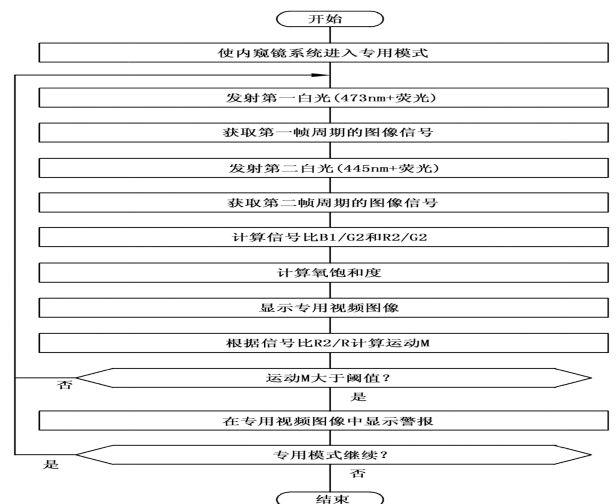 开始
使内窥镜系统进入专用模式
发射第一白光(473nm+荧光)
获取第一帧周期的图像信号
发射第二白光(445nm+荧光)
获取第二帧周期的图像信号
计算信号比B1/G2和R2/G2
计算氧饱和度
显示专用视频图像
根据信号比R2/R计算运动M
运动M大于阈值?
否
是
在专用视频图像中显示警报
专用模式继续?
是
否
结束